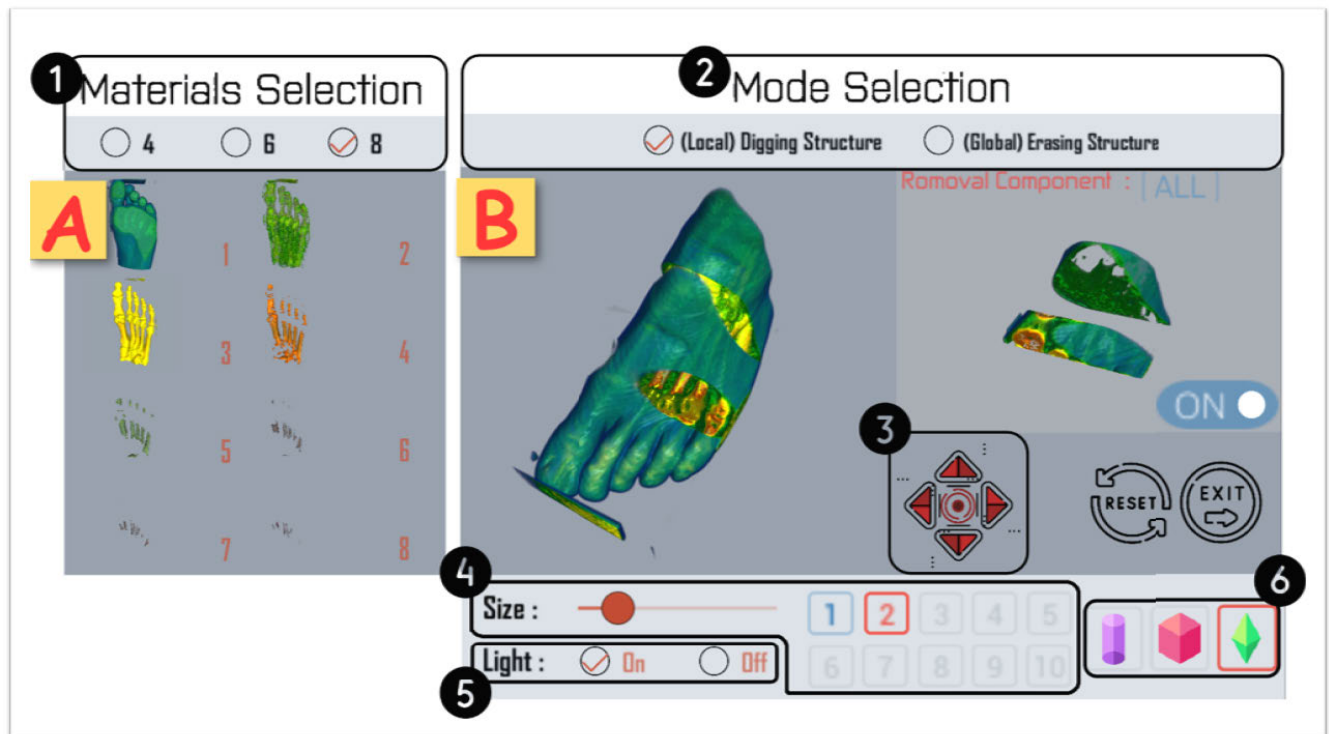 1 Materials Selection
4 6 8
2 Mode Selection
(Local) Digging Structure (Global) Erasing Structure
A
1 2
3 4
5 6
7 8
B
Romoval Component : | ALL |
ON
3
RESET
EXIT
4
Size :
1 2 3 4 5
6 7 8 9 10
5
Light : On Off
6